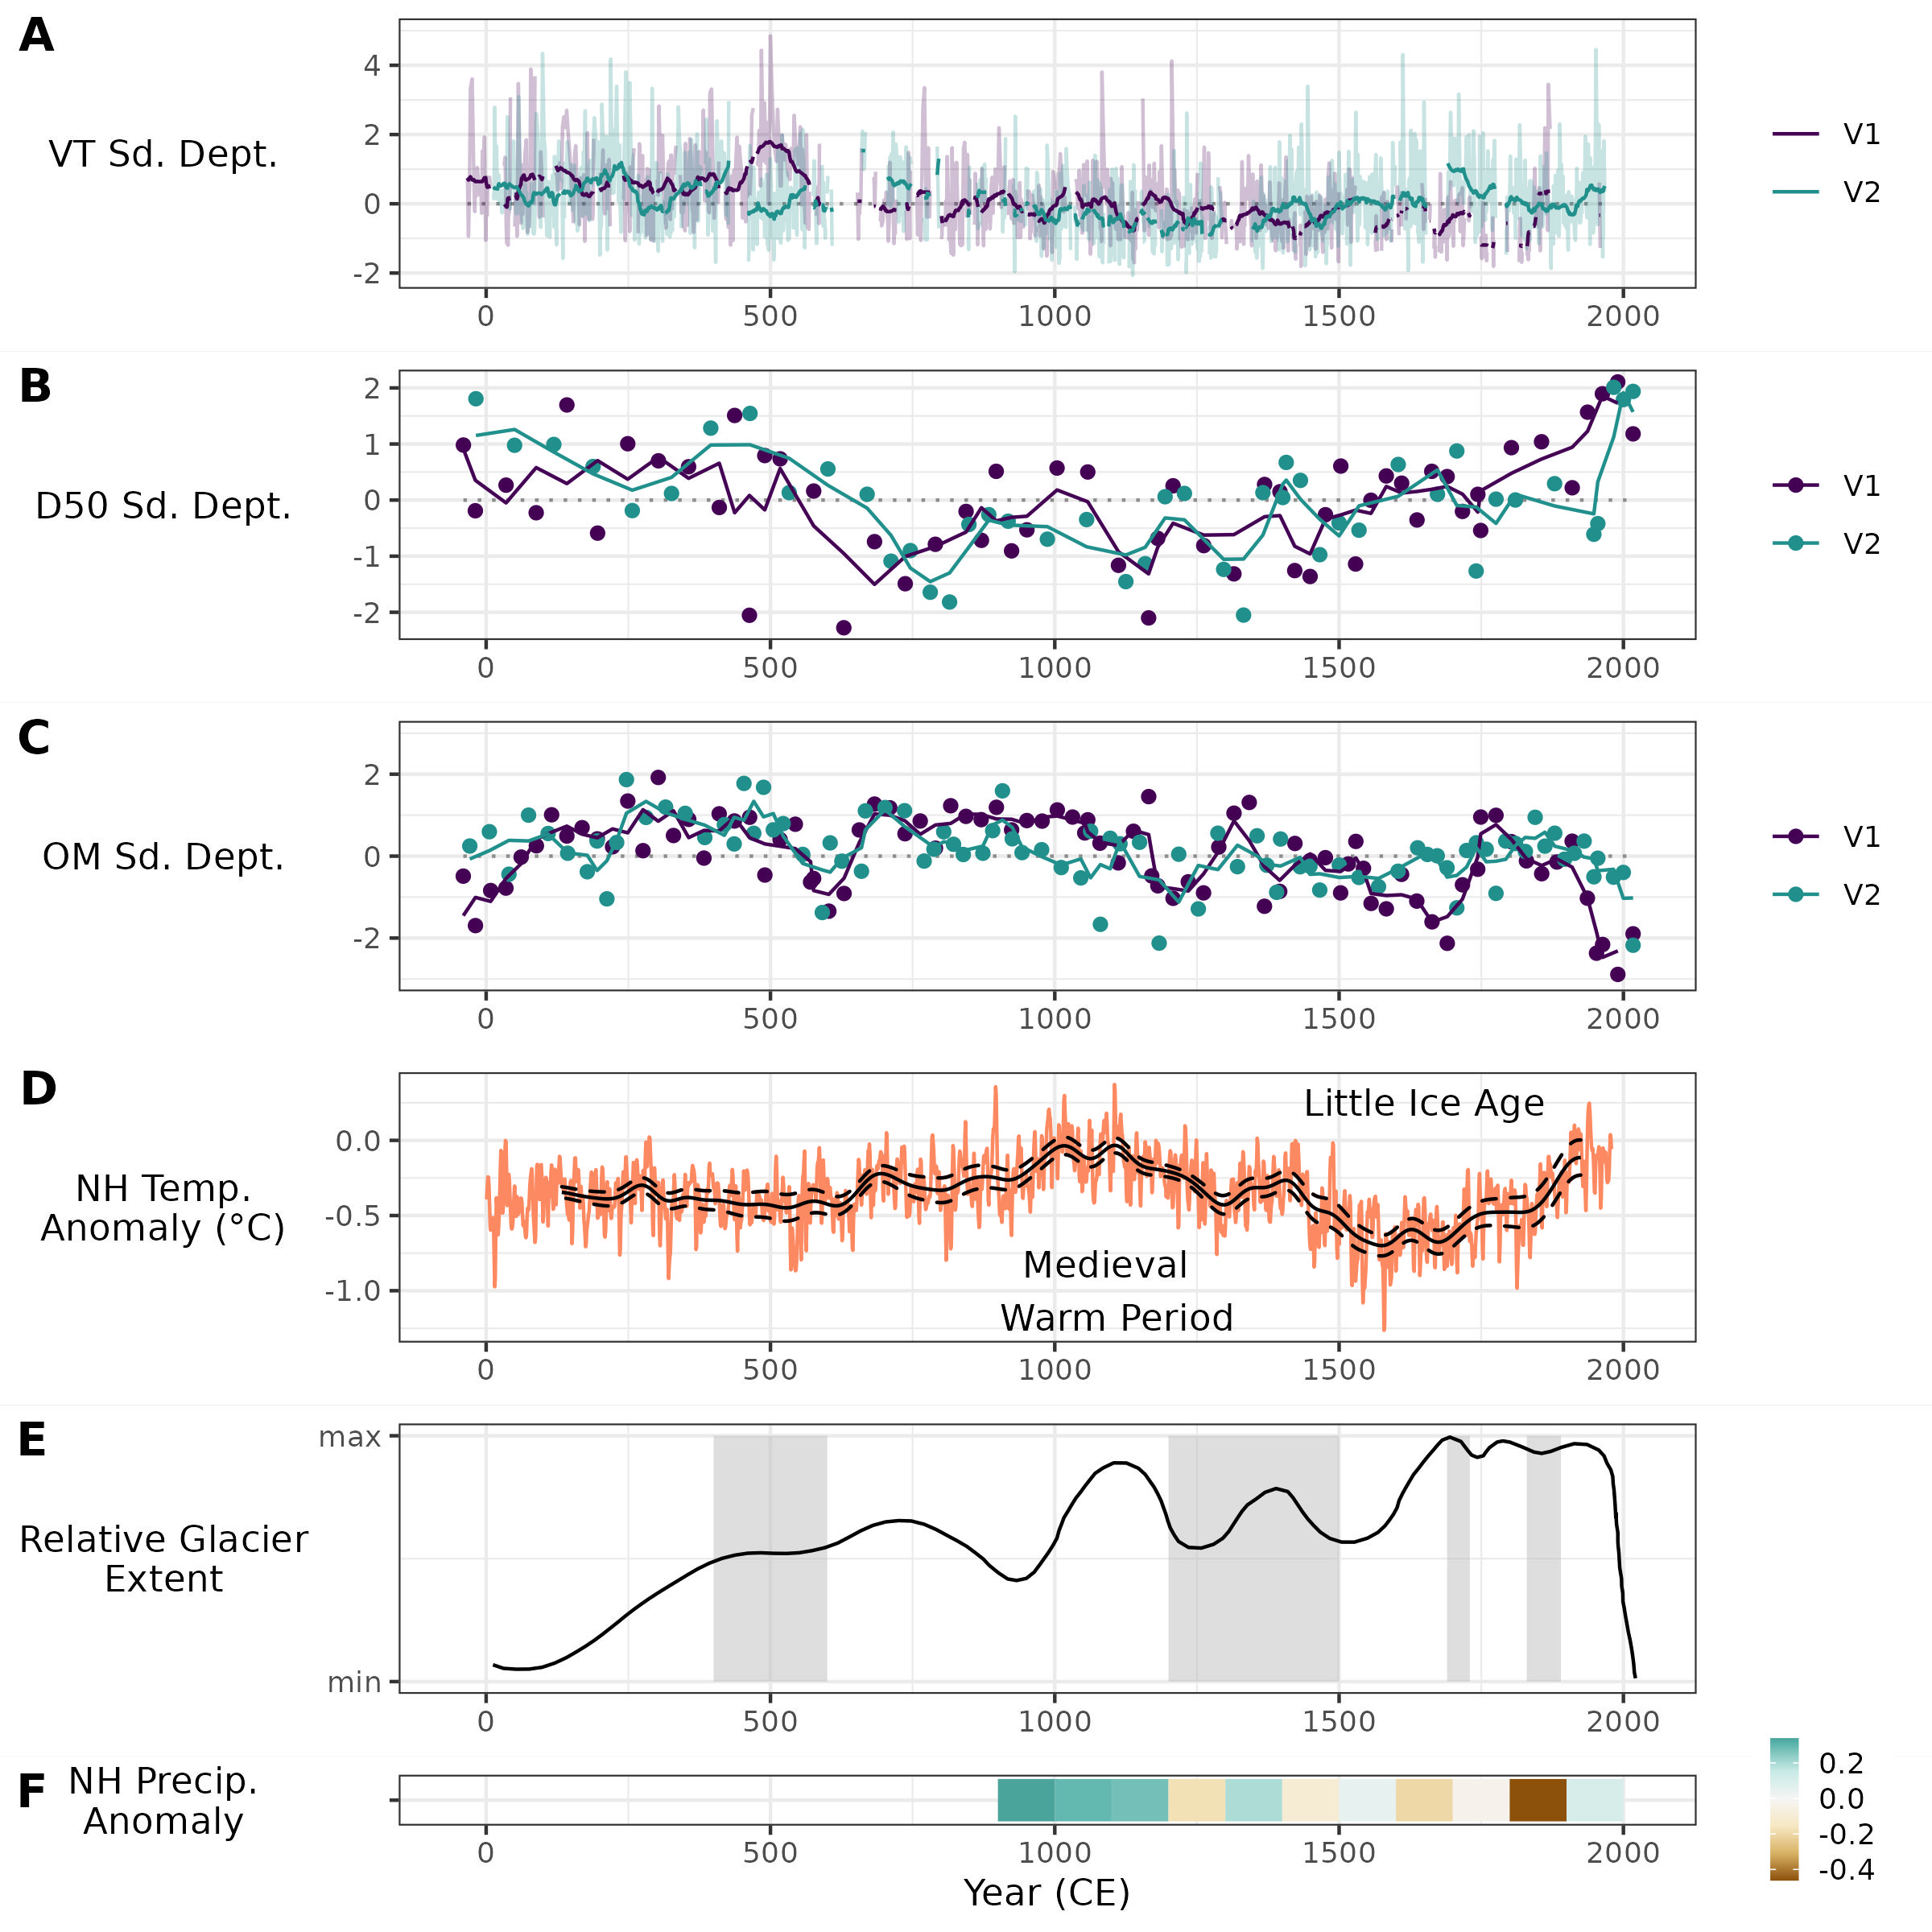 A
VT Sd. Dept.
4
2
0
-2
0 500 1000 1500 2000
V1
V2
B
D50 Sd. Dept.
2
1
0
-1
-2
0 500 1000 1500 2000
V1
V2
C
OM Sd. Dept.
2
0
-2
0 500 1000 1500 2000
V1
V2
D
NH Temp.
Anomaly (°C)
0.0
-0.5
-1.0
Little Ice Age
Medieval
Warm Period
0 500 1000 1500 2000
E
Relative Glacier
Extent
max
min
0 500 1000 1500 2000
F
NH Precip.
Anomaly
0 500 1000 1500 2000
Year (CE)
0.2
0.0
-0.2
-0.4